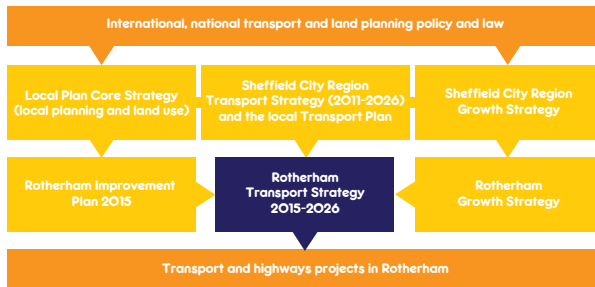 International, national transport and land planning policy and law
Local Plan Core Strategy
(local planning and land use)
Sheffield City Region
Transport Strategy (2011-2026)
and the local Transport Plan
Sheffield City Region
Growth Strategy
Rotherham Improvement
Plan 2015
Rotherham
Transport Strategy
2015-2026
Rotherham
Growth Strategy
Transport and highways projects in Rotherham